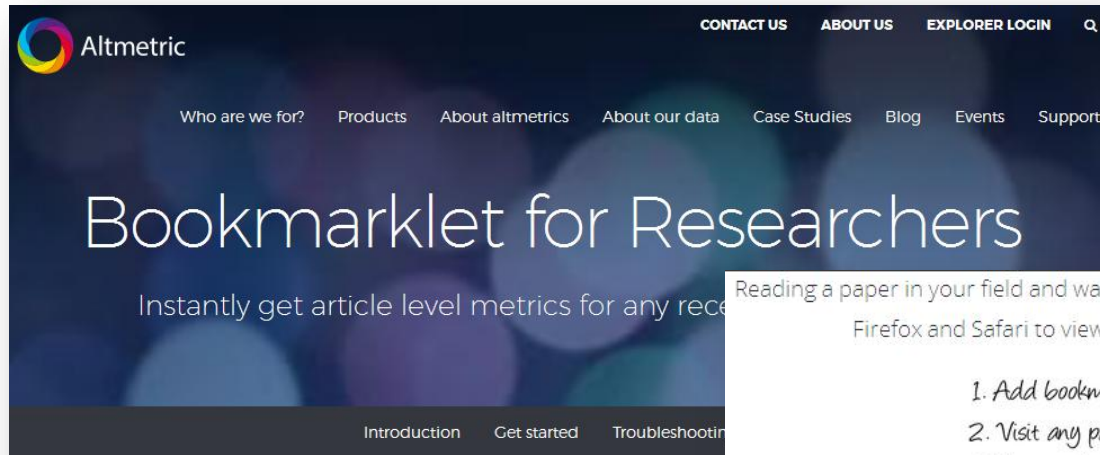 CONTACT US ABOUT US EXPLORER LOGIN
Altmetric
Who are we for? Products About altmetrics About our data Case Studies Blog Events Support
Bookmarklet for Researchers
Instantly get article level metrics for any rece
Reading a paper in your field and wa
Firefox and Safari to view
1. Add bookm
2. Visit any p
Introduction Get started Troubleshootin